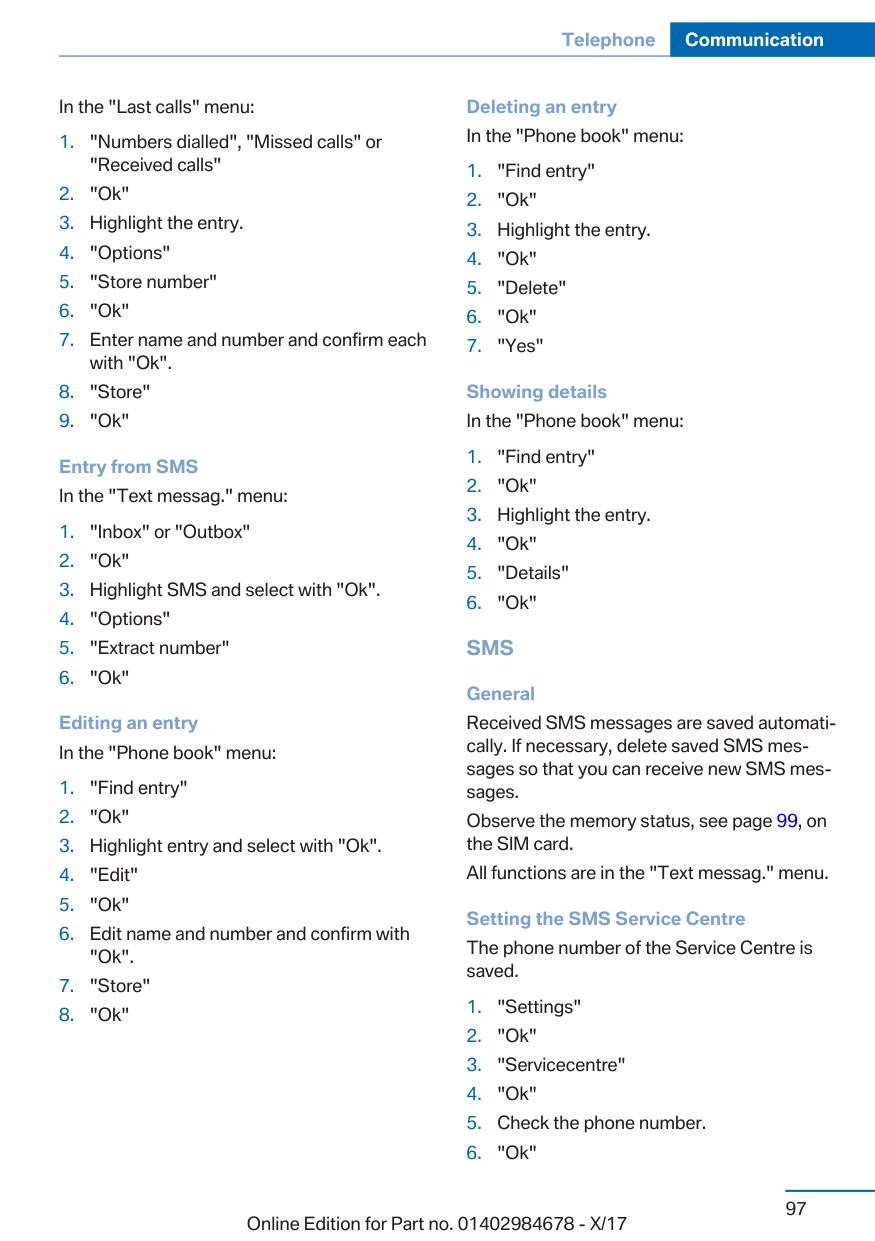 Telephone Communication
In the "Last calls" menu:
1. "Numbers dialled", "Missed calls" or
"Received calls"
2. "Ok"
3. Highlight the entry.
4. "Options"
5. "Store number"
6. "Ok"
7. Enter name and number and confirm each
with "Ok".
8. "Store"
9. "Ok"
Entry from SMS
In the "Text messag." menu:
1. "Inbox" or "Outbox"
2. "Ok"
3. Highlight SMS and select with "Ok".
4. "Options"
5. "Extract number"
6. "Ok"
Editing an entry
In the "Phone book" menu:
1. "Find entry"
2. "Ok"
3. Highlight entry and select with "Ok".
4. "Edit"
5. "Ok"
6. Edit name and number and confirm with
"Ok".
7. "Store"
8. "Ok"
Deleting an entry
In the "Phone book" menu:
1. "Find entry"
2. "Ok"
3. Highlight the entry.
4. "Ok"
5. "Delete"
6. "Ok"
7. "Yes"
Showing details
In the "Phone book" menu:
1. "Find entry"
2. "Ok"
3. Highlight the entry.
4. "Ok"
5. "Details"
6. "Ok"
SMS
General
Received SMS messages are saved automati-
cally. If necessary, delete saved SMS mes-
sages so that you can receive new SMS mes-
sages.
Observe the memory status, see page 99, on
the SIM card.
All functions are in the "Text messag." menu.
Setting the SMS Service Centre
The phone number of the Service Centre is
saved.
1. "Settings"
2. "Ok"
3. "Servicecentre"
4. "Ok"
5. Check the phone number.
6. "Ok"
97
Online Edition for Part no. 01402984678 - X/17